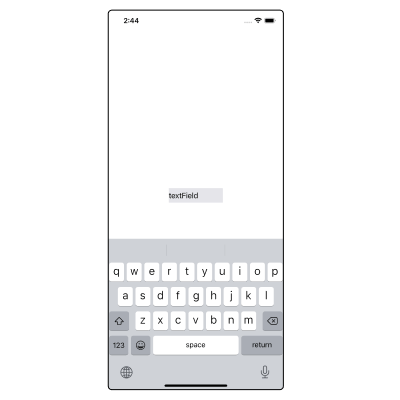 2:44
textField
q w e r t y u i o p
a s d f g h j k l
z x c v b n m
123 space return